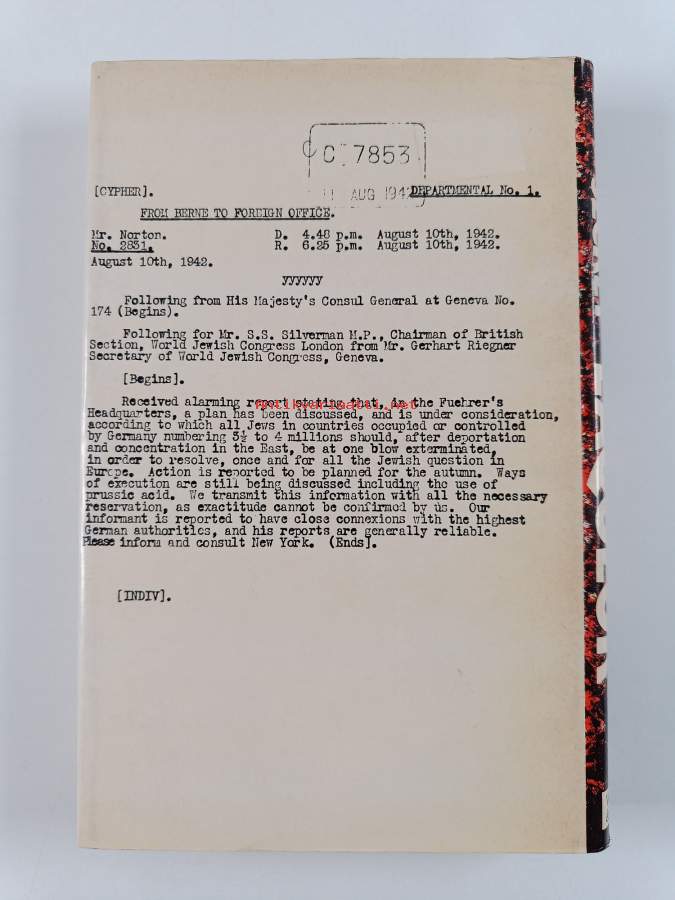 C 7853
11 AUG 1942
[CYPHER]. DEPARTMENTAL No. 1.
FROM BERNE TO FOREIGN OFFICE.
Mr. Norton. D. 4.48 p.m. August 10th, 1942.
No. 2831. R. 6.25 p.m. August 10th, 1942.
August 10th, 1942.
yyyyyy
Following from His Majesty's Consul General at Geneva No.
174 (Begins).
Following for Mr. S.S. Silverman M.P., Chairman of British
Section, World Jewish Congress London from Mr. Gerhart Riegner
Secretary of World Jewish Congress, Geneva.
[Begins].
Received alarming report stating that, in the Fuehrer's
Headquarters, a plan has been discussed, and is under consideration,
according to which all Jews in countries occupied or controlled
by Germany numbering 3½ to 4 millions should, after deportation
and concentration in the East, be at one blow exterminated,
in order to resolve, once and for all the Jewish question in
Europe. Action is reported to be planned for the autumn. Ways
of execution are still being discussed including the use of
prussic acid. We transmit this information with all the necessary
reservation, as exactitude cannot be confirmed by us. Our
informant is reported to have close connexions with the highest
German authorities, and his reports are generally reliable.
Please inform and consult New York. (Ends].
[INDIV].
antikvariaatti.net